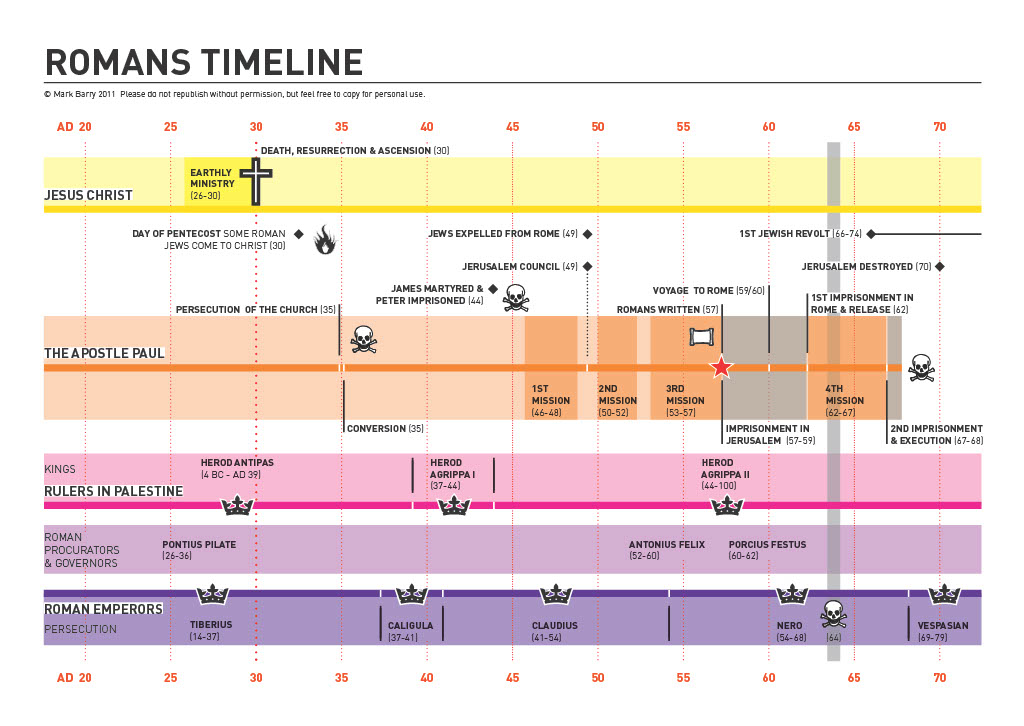 ROMANS TIMELINE
© Mark Barry 2011 Please do not republish without permission, but feel free to copy for personal use.
AD 20 25 30 35 40 45 50 55 60 65 70
DEATH, RESURRECTION & ASCENSION (30)
EARTHLY
MINISTRY
(26-30)
JESUS CHRIST
DAY OF PENTECOST SOME ROMAN
JEWS COME TO CHRIST (30)
JEWS EXPELLED FROM ROME (49)
1ST JEWISH REVOLT (66-74)
JERUSALEM COUNCIL (49)
JERUSALEM DESTROYED (70)
JAMES MARTYRED &
PETER IMPRISONED (44)
VOYAGE TO ROME (59/60)
1ST IMPRISONMENT IN
ROME & RELEASE (62)
PERSECUTION OF THE CHURCH (35)
ROMANS WRITTEN (57)
THE APOSTLE PAUL
1ST
MISSION
(46-48)
2ND
MISSION
(50-52)
3RD
MISSION
(53-57)
4TH
MISSION
(62-67)
CONVERSION (35)
IMPRISONMENT IN
JERUSALEM (57-59)
2ND IMPRISONMENT
& EXECUTION (67-68)
KINGS
HEROD ANTIPAS
(4 BC - AD 39)
HEROD
AGRIPPA I
(37-44)
HEROD
AGRIPPA II
(44-100)
RULERS IN PALESTINE
ROMAN
PROCURATORS
& GOVERNORS
PONTIUS PILATE
(26-36)
ANTONIUS FELIX
(52-60)
PORCIUS FESTUS
(60-62)
ROMAN EMPERORS
PERSECUTION
TIBERIUS
(14-37)
CALIGULA
(37-41)
CLAUDIUS
(41-54)
NERO
(54-68)
(64)
VESPASIAN
(69-79)
AD 20 25 30 35 40 45 50 55 60 65 70